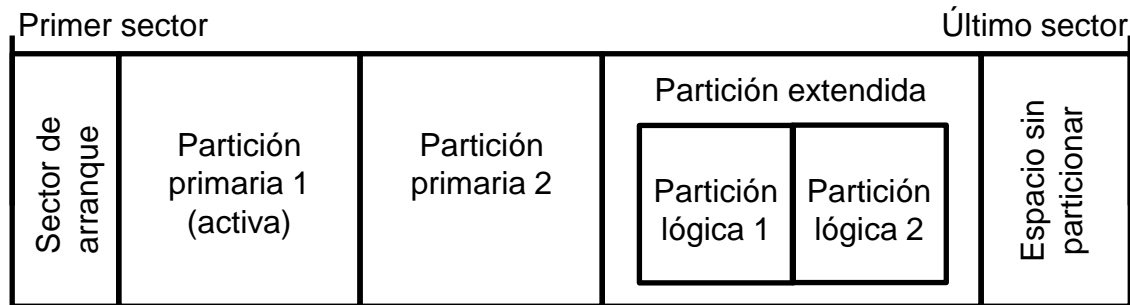 Primer sector
Último sector
Sector de
arranque
Partición
primaria 1
(activa)
Partición
primaria 2
Partición extendida
Partición
lógica 1
Partición
lógica 2
Espacio sin
particionar